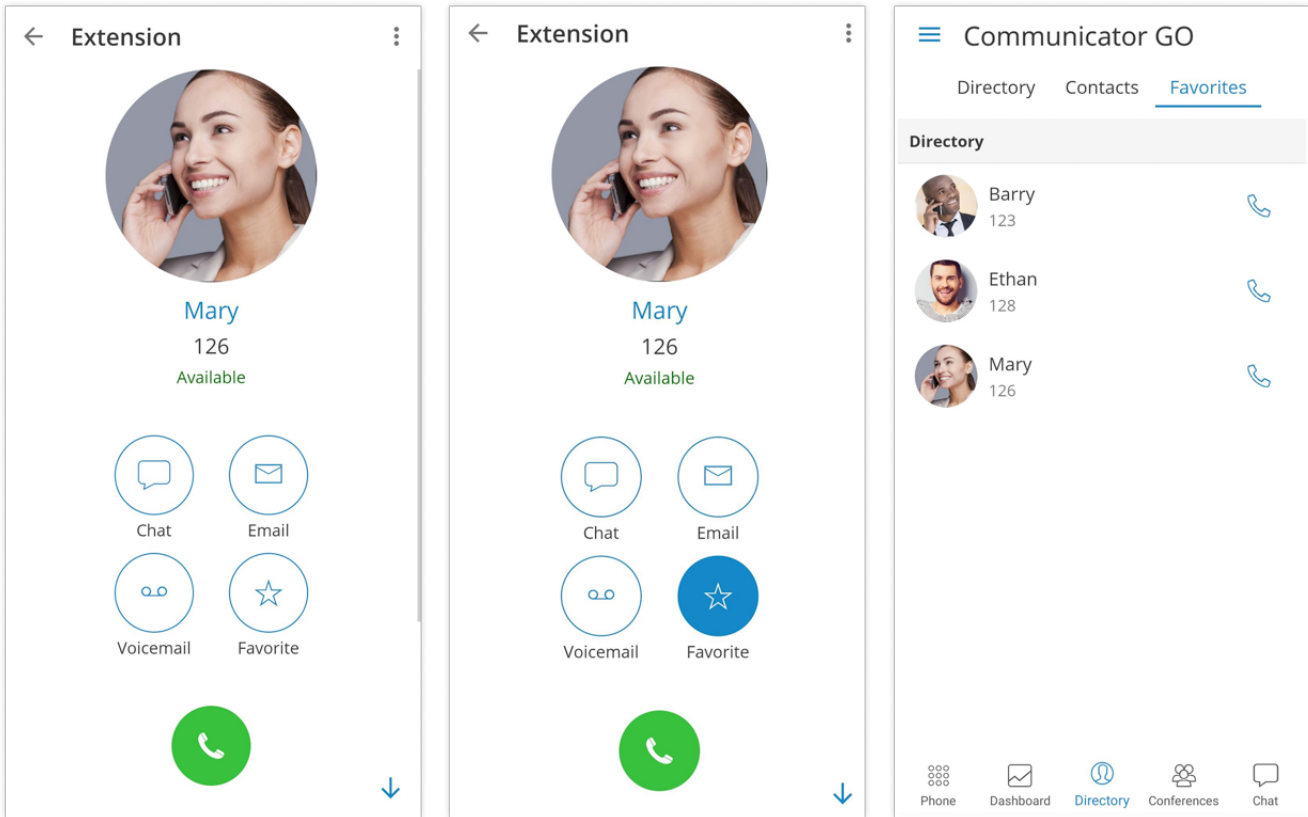 Extension
Mary
126
Available
Chat Email
Voicemail Favorite
Extension
Mary
126
Available
Chat Email
Voicemail Favorite
Communicator GO
Directory Contacts Favorites
Directory
Barry
123
Ethan
128
Mary
126
Phone Dashboard Directory Conferences Chat